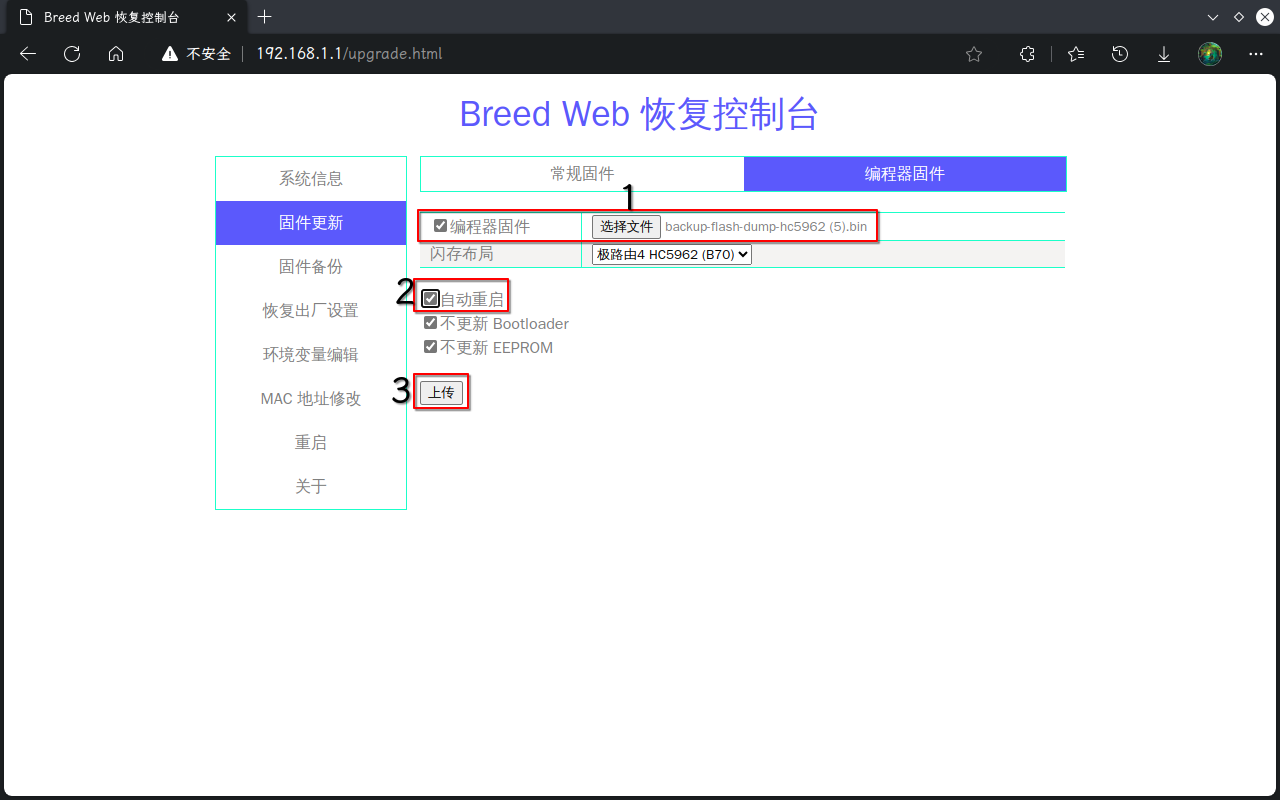 Breed Web 恢复控制台
不安全 192.168.1.1/upgrade.html
Breed Web 恢复控制台
系统信息
固件更新
固件备份
恢复出厂设置
环境变量编辑
MAC 地址修改
重启
关于
常规固件 编程器固件
1
编程器固件 选择文件 backup-flash-dump-hc5962 (5).bin
闪存布局 极路由4 HC5962 (B70)
2 自动重启
不更新 Bootloader
不更新 EEPROM
3 上传